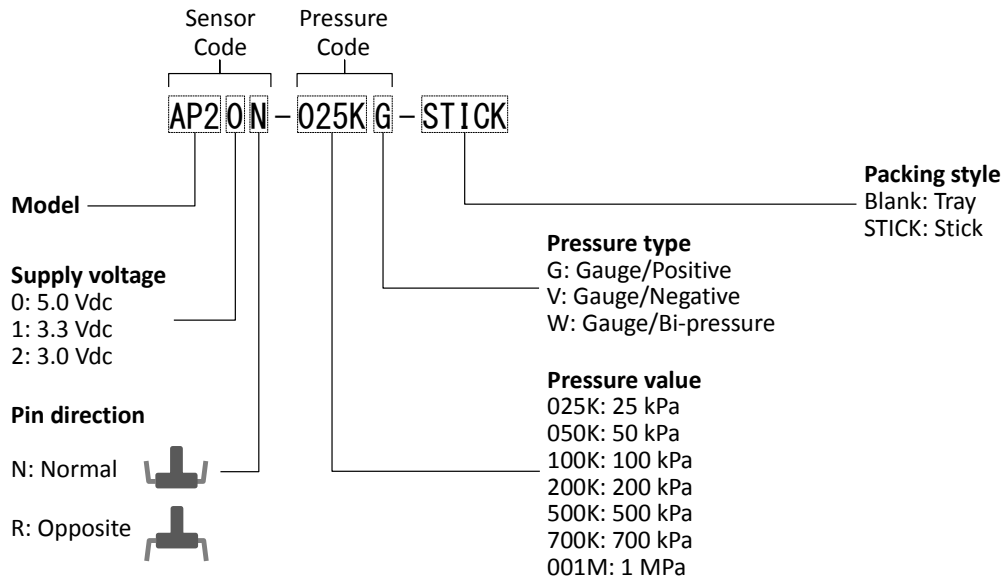 Sensor Code
Pressure Code
AP20N-025KG-STICK
Model
Supply voltage
0: 5.0 Vdc
1: 3.3 Vdc
2: 3.0 Vdc
Pin direction
N: Normal
R: Opposite
Packing style
Blank: Tray
STICK: Stick
Pressure type
G: Gauge/Positive
V: Gauge/Negative
W: Gauge/Bi-pressure
Pressure value
025K: 25 kPa
050K: 50 kPa
100K: 100 kPa
200K: 200 kPa
500K: 500 kPa
700K: 700 kPa
001M: 1 MPa